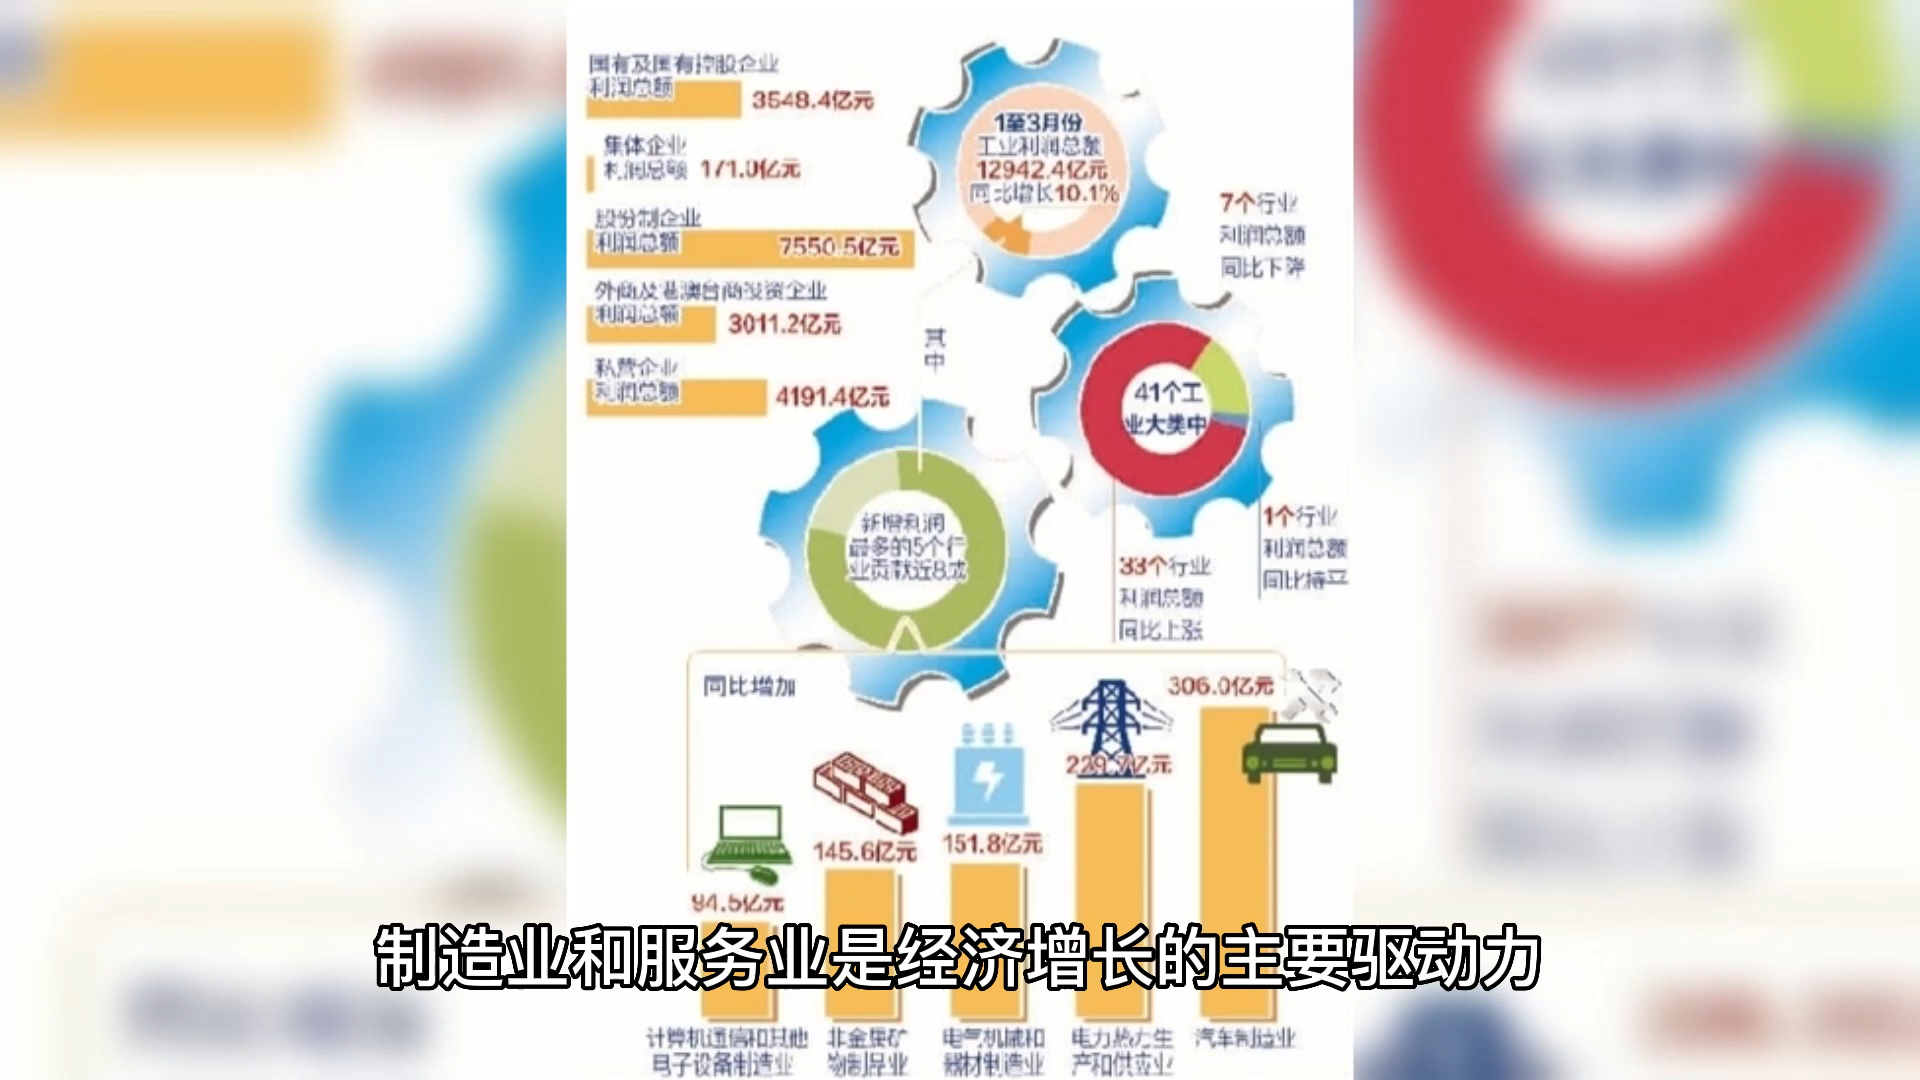 国有及国有控股企业
利润总额
3548.4亿元
集体企业
利润总额
171.0亿元
股份制企业
利润总额
7550.5亿元
外商及港澳台商投资企业
利润总额
3011.2亿元
私营企业
利润总额
4191.4亿元
1至3月份
工业利润总额
12942.4亿元
同比增长10.1%
7个行业
利润总额
同比下降
其
中
41个工
业大类中
新增利润
最多的5个行
业贡献近8成
1个行业
利润总额
同比持平
33个行业
利润总额
同比上涨
同比增加
94.5亿元
145.6亿元
151.8亿元
229.7亿元
306.0亿元
制造业和服务业是经济增长的主要驱动力
计算机通信和其他
电子设备制造业
非金属矿
物制品业
电气机械和
器材制造业
电力热力生
产和供应业
汽车制造业